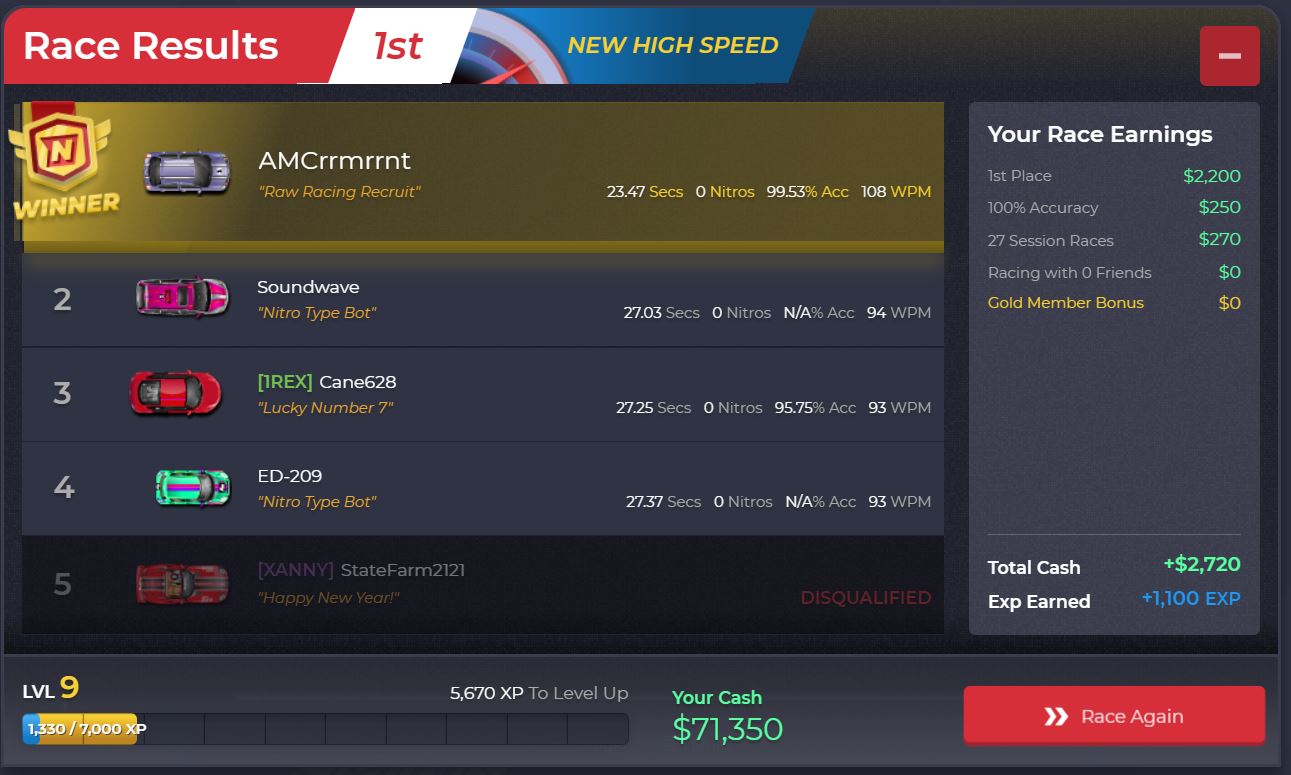 Race Results
1st
NEW HIGH SPEED
N
WINNER
AMCrrmrrnt
"Raw Racing Recruit"
23.47 Secs 0 Nitros 99.53% Acc 108 WPM
2
Soundwave
"Nitro Type Bot"
27.03 Secs 0 Nitros N/A% Acc 94 WPM
3
[1REX] Cane628
"Lucky Number 7"
27.25 Secs 0 Nitros 95.75% Acc 93 WPM
4
ED-209
"Nitro Type Bot"
27.37 Secs 0 Nitros N/A% Acc 93 WPM
5
[XANNY] StateFarm2121
"Happy New Year!"
DISQUALIFIED
Your Race Earnings
1st Place $2,200
100% Accuracy $250
27 Session Races $270
Racing with 0 Friends $0
Gold Member Bonus $0
Total Cash +$2,720
Exp Earned +1,100 EXP
LVL 9
5,670 XP To Level Up
1,330 / 7,000 XP
Your Cash
$71,350
Race Again